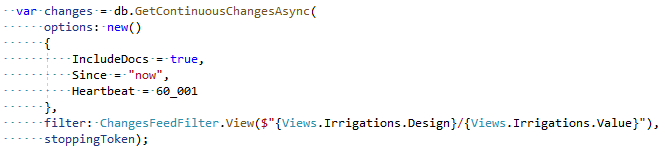 var changes = db.GetContinuousChangesAsync(
options: new()
{
IncludeDocs = true,
Since = "now",
Heartbeat = 60_001
},
filter: ChangesFeedFilter.View($"{Views.Irrigations.Design}/{Views.Irrigations.Value}"),
stoppingToken);